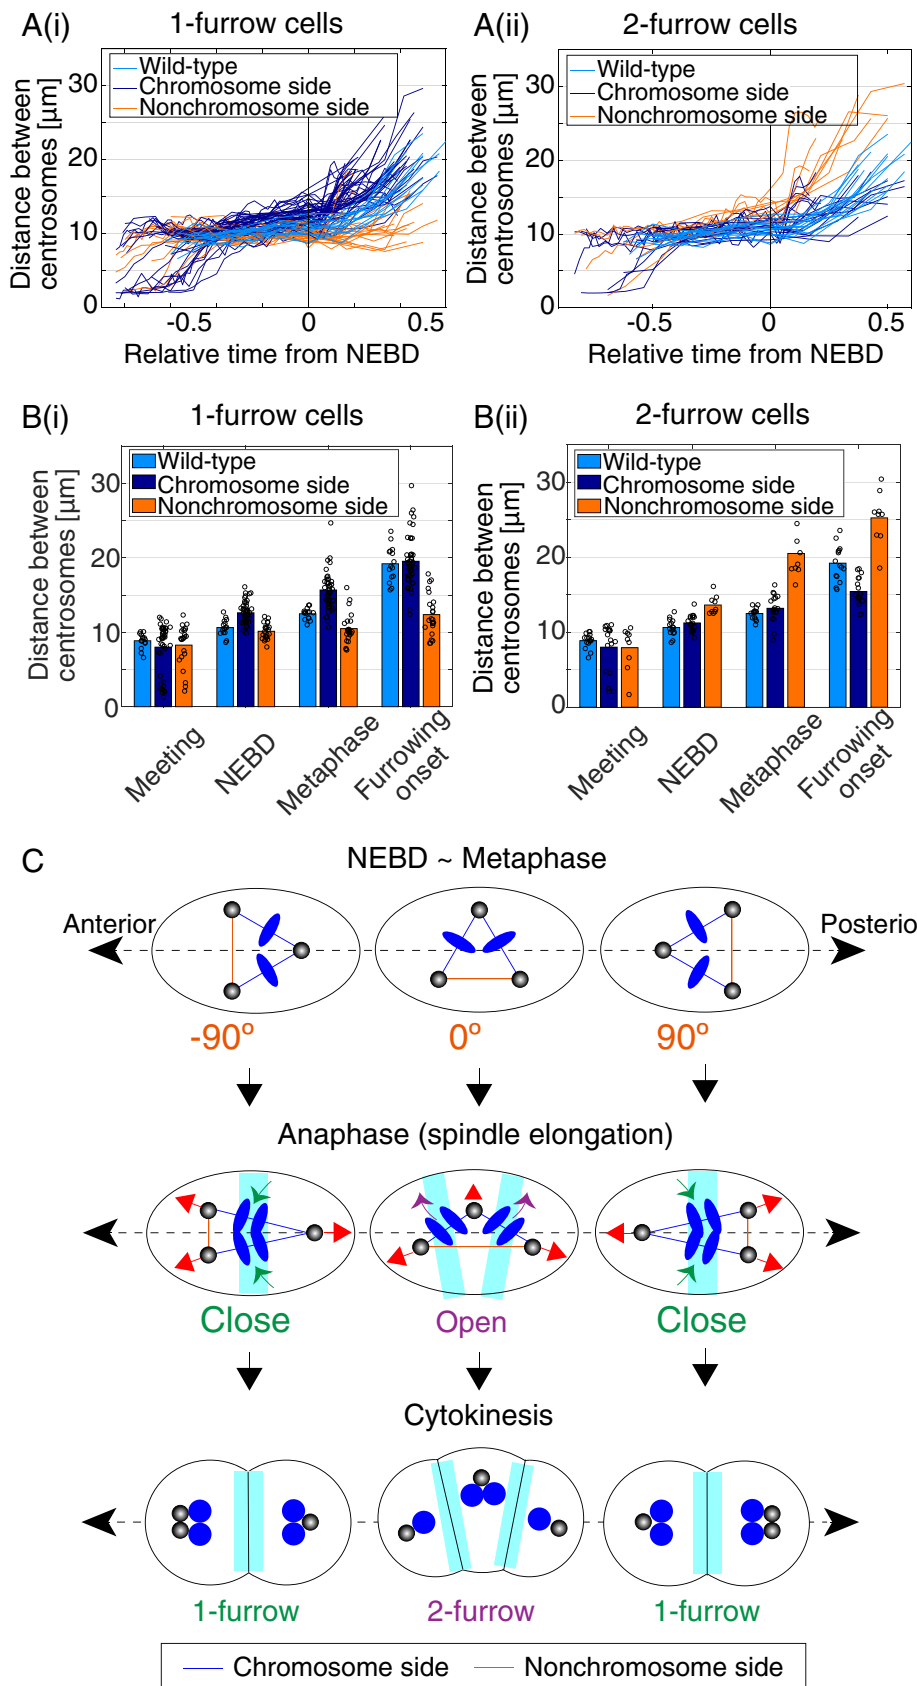 A(i)
1-furrow cells
Distance between
centrosomes [µm]
30
20
10
0
Wild-type
Chromosome side
Nonchromosome side
-0.5
0
0.5
Relative time from NEBD
A(ii)
2-furrow cells
Distance between
centrosomes [µm]
30
20
10
0
Wild-type
Chromosome side
Nonchromosome side
-0.5
0
0.5
Relative time from NEBD
B(i)
1-furrow cells
Distance between
centrosomes [µm]
30
20
10
0
Wild-type
Chromosome side
Nonchromosome side
Meeting
NEBD
Metaphase
Furrowing
onset
B(ii)
2-furrow cells
Distance between
centrosomes [µm]
30
20
10
0
Wild-type
Chromosome side
Nonchromosome side
Meeting
NEBD
Metaphase
Furrowing
onset
C
NEBD ~ Metaphase
Anterior
Posterio
-90º
0º
90º
Anaphase (spindle elongation)
Close
Open
Close
Cytokinesis
1-furrow
2-furrow
1-furrow
Chromosome side
Nonchromosome side